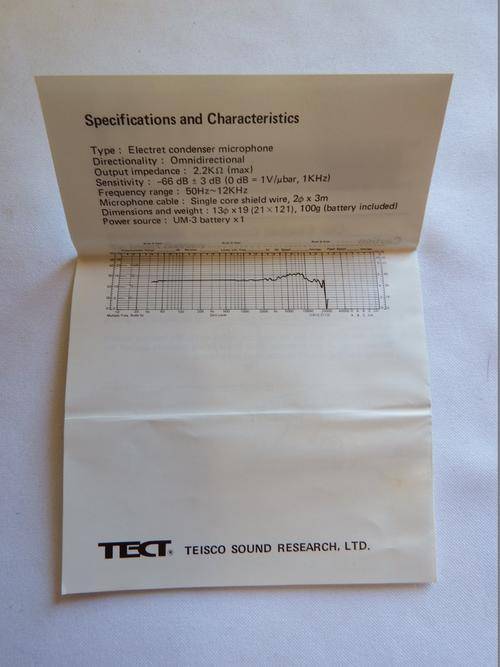 Specifications and Characteristics
Type : Electret condenser microphone
Directionality : Omnidirectional
Output impedance : 2.2KΩ (max)
Sensitivity : −66 dB ± 3 dB (0 dB = 1V/μbar, 1KHz)
Frequency range : 50Hz~12KHz
Microphone cable : Single core shield wire, 2φ x 3m
Dimensions and weight : 13φ x19 (21 × 121), 100g (battery included)
Power source : UM-3 battery x1
TECT® TEISCO SOUND RESEARCH, LTD.